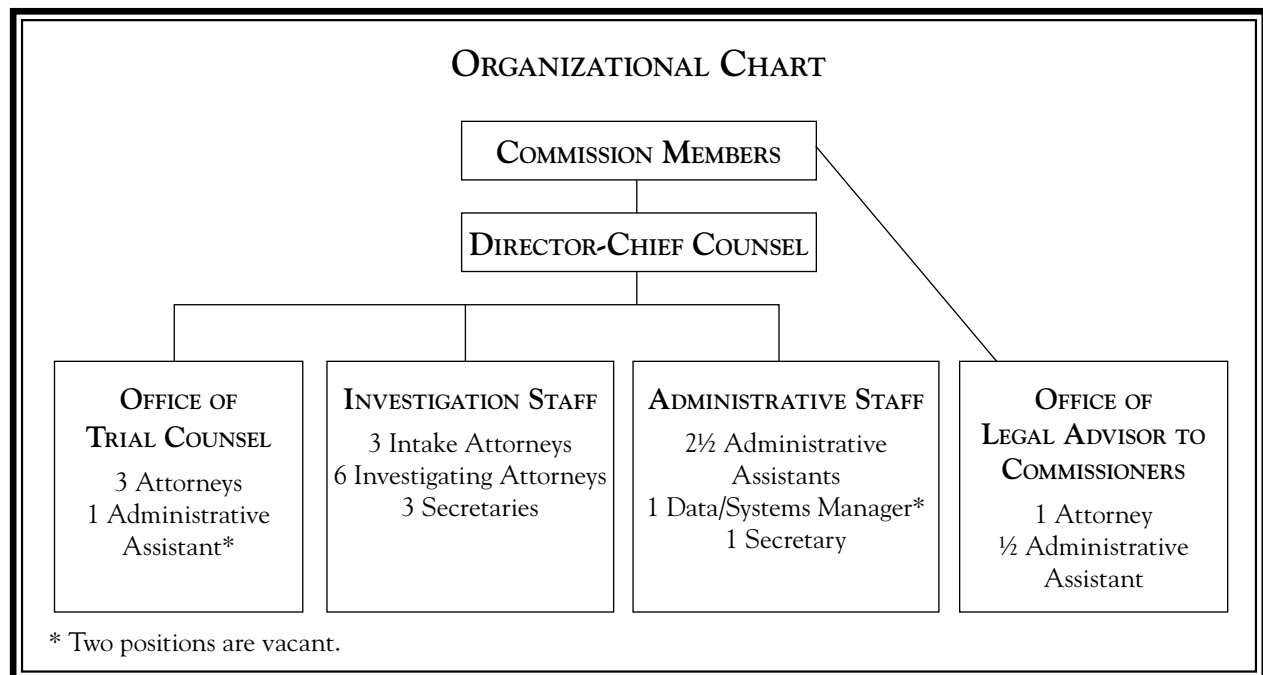 ORGANIZATIONAL CHART
COMMISSION MEMBERS
DIRECTOR-CHIEF COUNSEL
OFFICE OF
TRIAL COUNSEL
3 Attorneys
1 Administrative
Assistant*
INVESTIGATION STAFF
3 Intake Attorneys
6 Investigating Attorneys
3 Secretaries
ADMINISTRATIVE STAFF
2½ Administrative
Assistants
1 Data/Systems Manager*
1 Secretary
OFFICE OF
LEGAL ADVISOR TO
COMMISSIONERS
1 Attorney
½ Administrative
Assistant
* Two positions are vacant.